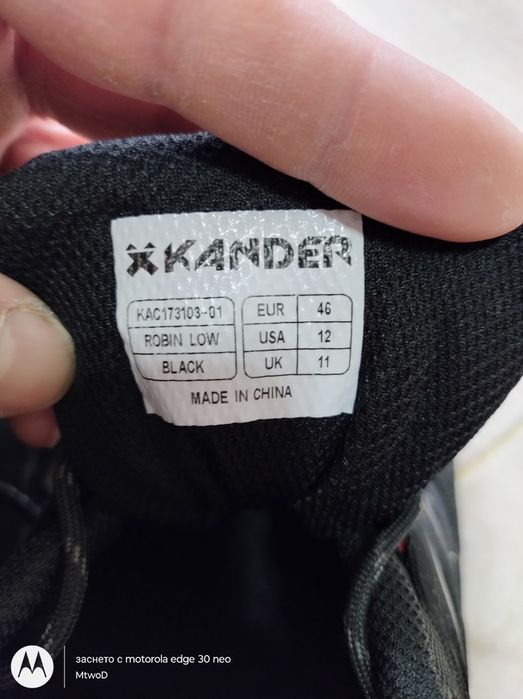 KANDER
KAC173103-01
ROBIN LOW
BLACK
EUR 46
USA 12
UK 11
MADE IN CHINA
заснето с motorola edge 30 neo
MtwoD